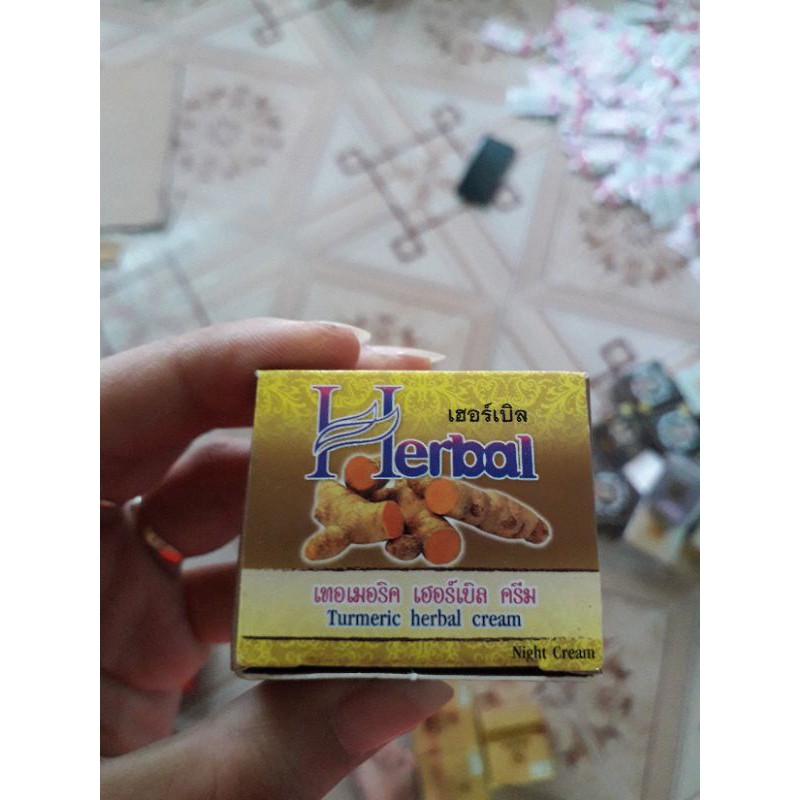 เฮอร์เบิล
Herbal
เทอเมอริค เฮอร์เบิล ครีม
Turmeric herbal cream
Night Cream